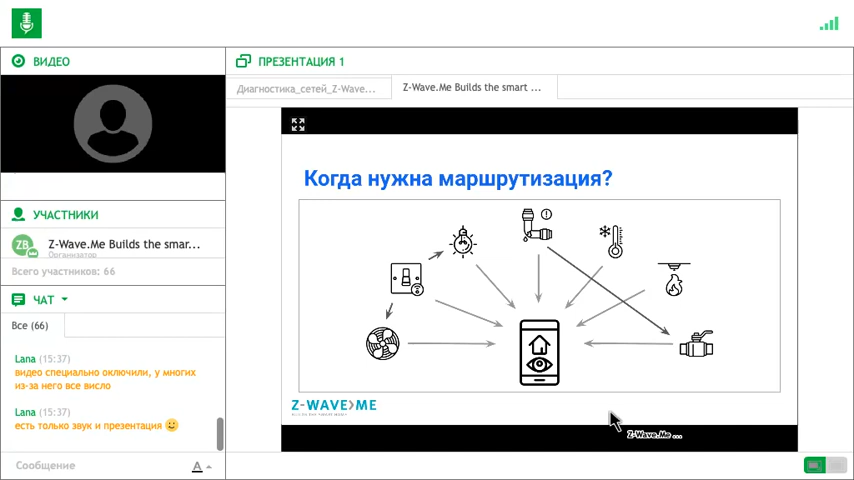 ВИДЕО
УЧАСТНИКИ
ZB
Z-Wave.Me Builds the smar...
Организатор
Всего участников: 66
ЧАТ
Все (66)
Lana (15:37)
видео специально оключили, у многих
из-за него все висло
Lana (15:37)
есть только звук и презентация
Сообщение
A
ПРЕЗЕНТАЦИЯ 1
Диагностика_сетей_Z-Wave...
Z-Wave.Me Builds the smart ...
Когда нужна маршрутизация?
Z-WAVE>ME
Z-Wave.Me ...